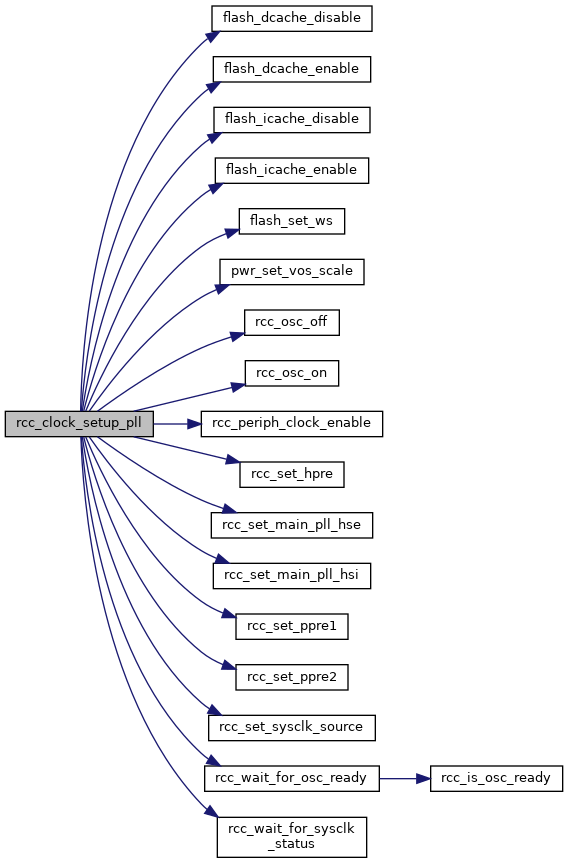 flash_dcache_disable
flash_dcache_enable
flash_icache_disable
flash_icache_enable
flash_set_ws
pwr_set_vos_scale
rcc_osc_off
rcc_osc_on
rcc_clock_setup_pll
rcc_periph_clock_enable
rcc_set_hpre
rcc_set_main_pll_hse
rcc_set_main_pll_hsi
rcc_set_ppre1
rcc_set_ppre2
rcc_set_sysclk_source
rcc_wait_for_osc_ready
rcc_is_osc_ready
rcc_wait_for_sysclk
_status